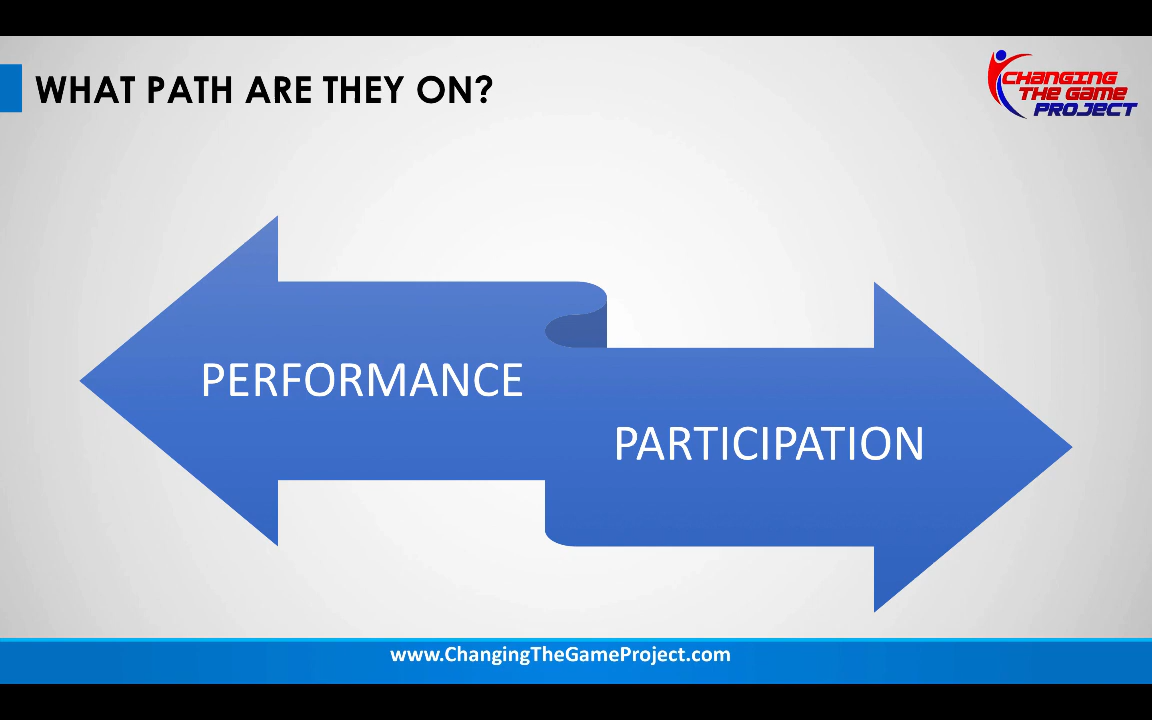 WHAT PATH ARE THEY ON?
CHANGING
THE GAME
PROJECT
PERFORMANCE
PARTICIPATION
www.ChangingTheGameProject.com